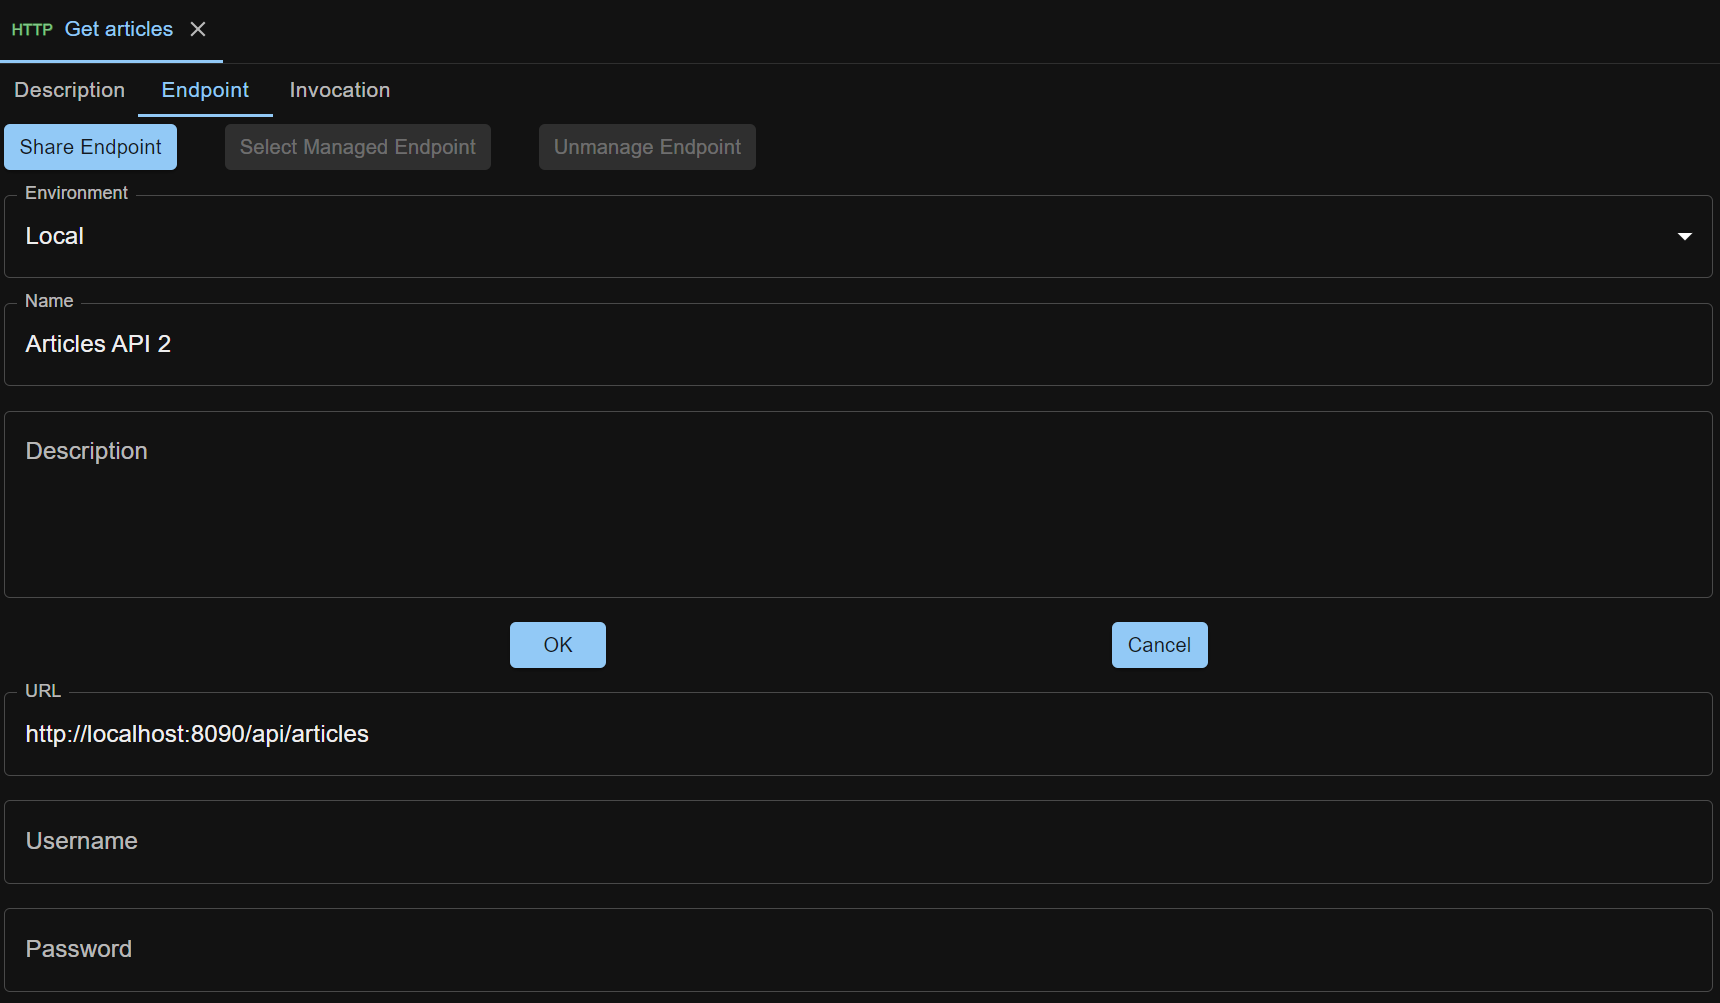 HTTP Get articles
Description Endpoint Invocation
Share Endpoint Select Managed Endpoint Unmanage Endpoint
Environment
Local
Name
Articles API 2
Description
OK Cancel
URL
http://localhost:8090/api/articles
Username
Password